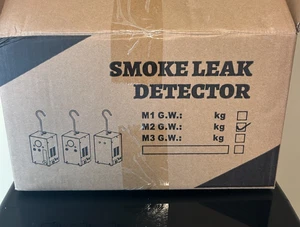 SMOKE LEAK
DETECTOR
M1 G.W.: kg
M2 G.W.: kg
M3 G.W.: kg